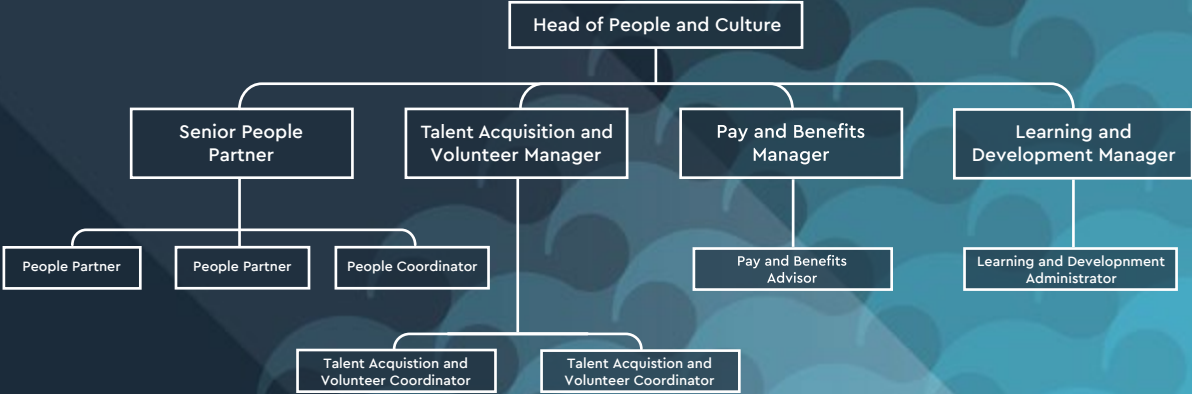 Head of People and Culture
Senior People
Partner
Talent Acquisition and
Volunteer Manager
Pay and Benefits
Manager
Learning and
Development Manager
People Partner
People Partner
People Coordinator
Pay and Benefits
Advisor
Learning and Developnment
Administrator
Talent Acquistion and
Volunteer Coordinator
Talent Acquistion and
Volunteer Coordinator